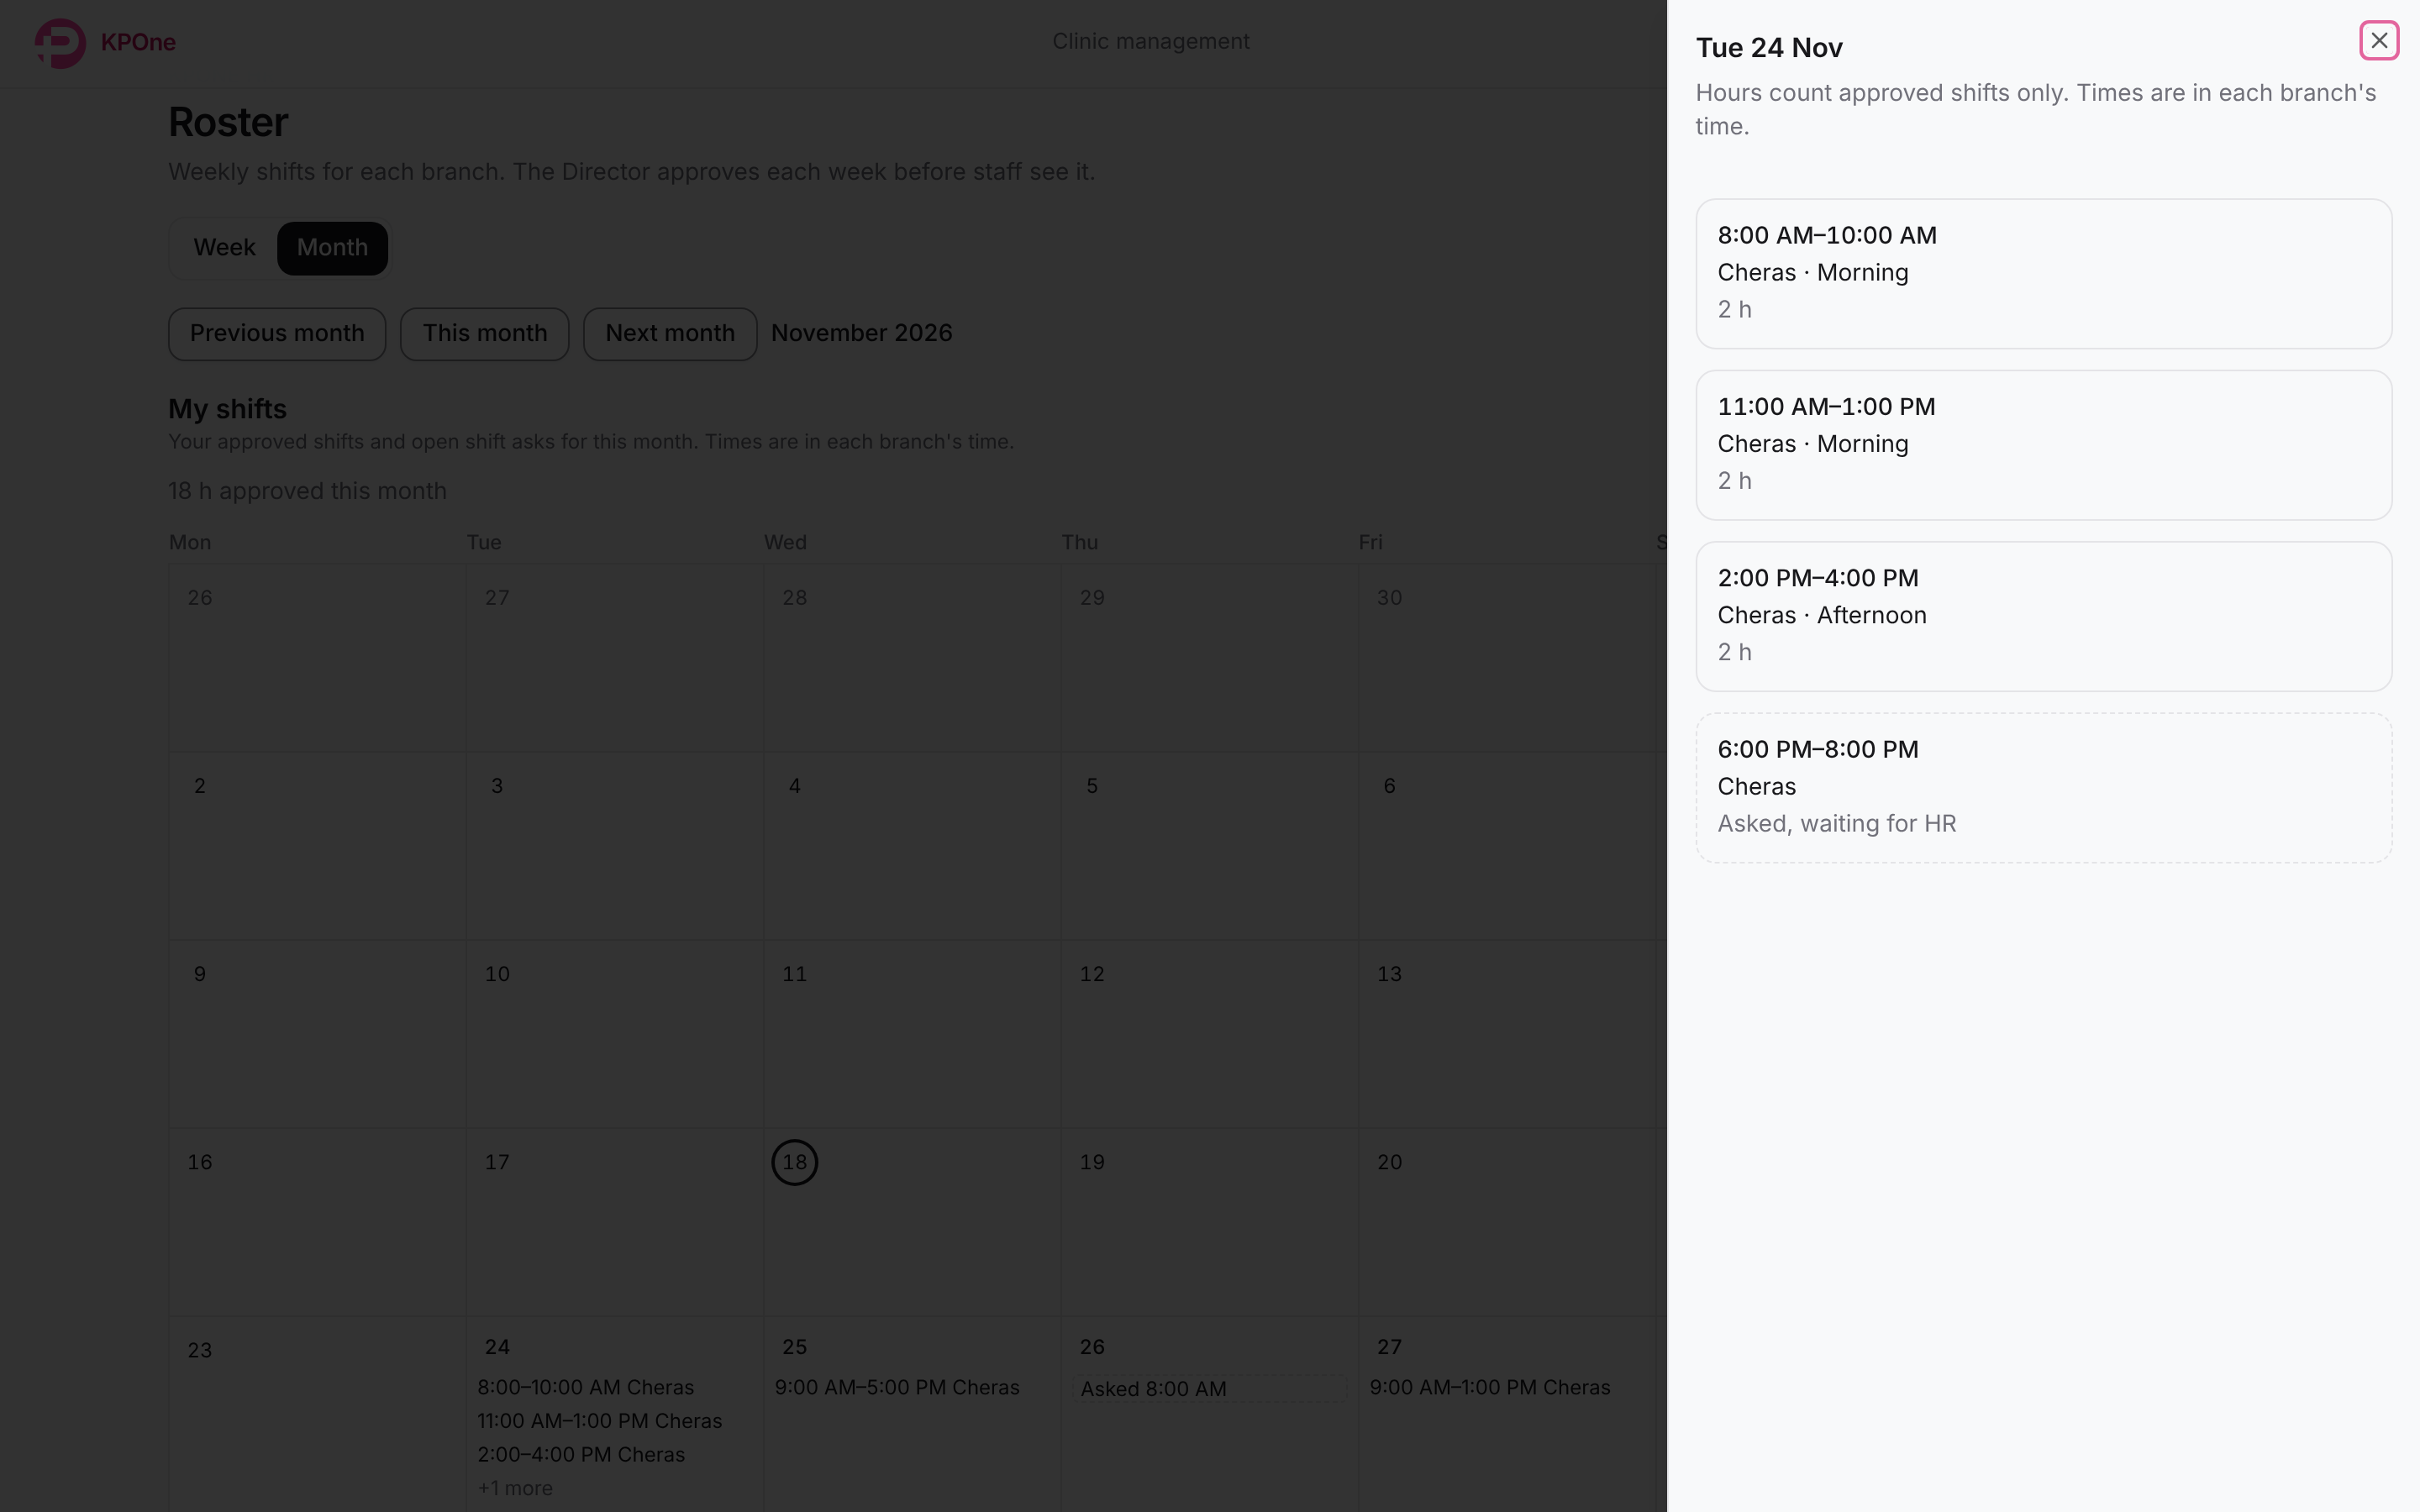 KPOne
Clinic management
Roster
Weekly shifts for each branch. The Director approves each week before staff see it.
Week
Month
Previous month
This month
Next month
November 2026
My shifts
Your approved shifts and open shift asks for this month. Times are in each branch's time.
18 h approved this month
Mon
Tue
Wed
Thu
Fri
S
26
27
28
29
30
2
3
4
5
6
9
10
11
12
13
16
17
18
19
20
23
24
8:00–10:00 AM Cheras
11:00 AM–1:00 PM Cheras
2:00–4:00 PM Cheras
+1 more
25
9:00 AM–5:00 PM Cheras
26
Asked 8:00 AM
27
9:00 AM–1:00 PM Cheras
Tue 24 Nov
Hours count approved shifts only. Times are in each branch's
time.
8:00 AM–10:00 AM
Cheras · Morning
2 h
11:00 AM–1:00 PM
Cheras · Morning
2 h
2:00 PM–4:00 PM
Cheras · Afternoon
2 h
6:00 PM–8:00 PM
Cheras
Asked, waiting for HR